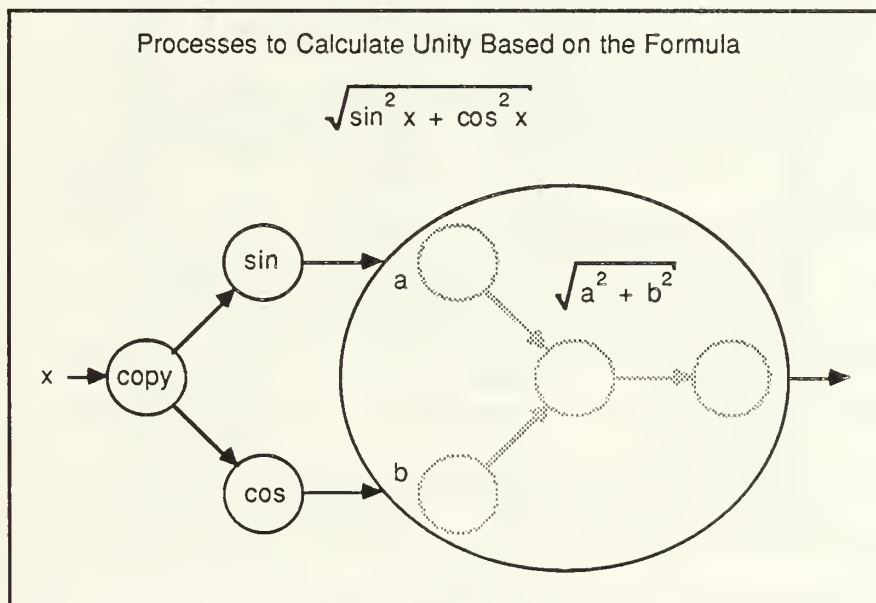 Processes to Calculate Unity Based on the Formula
√sin² x + cos² x
sin
a
√a² + b²
x
copy
b
cos